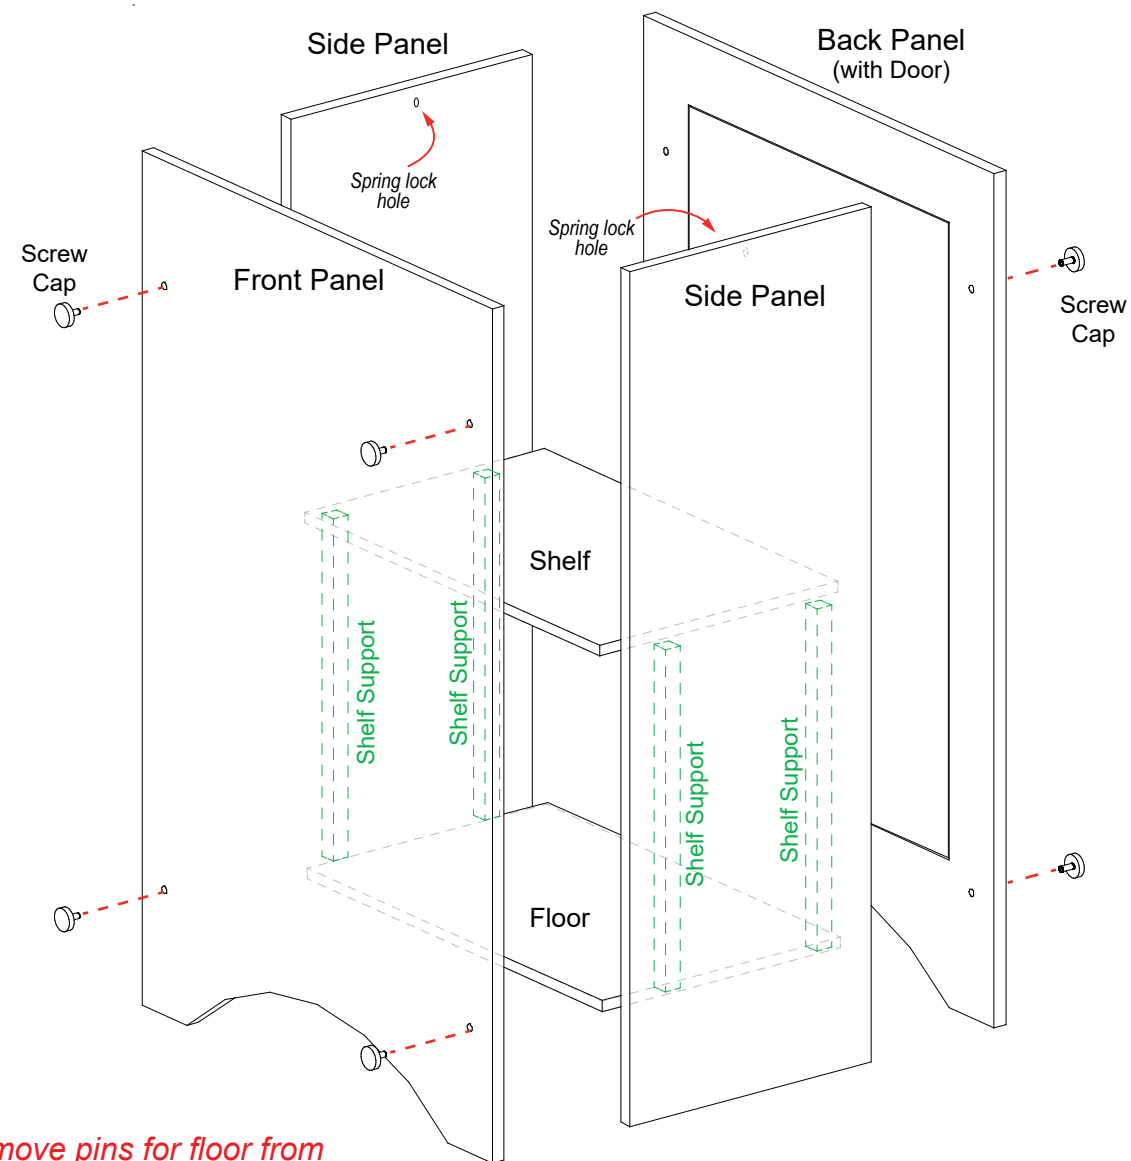 Side Panel
Back Panel
(with Door)
Spring lock
hole
Spring lock
hole
Screw
Cap
Front Panel
Side Panel
Screw
Cap
Shelf
Shelf Support
Shelf Support
Shelf Support
Shelf Support
Floor
move pins for floor from